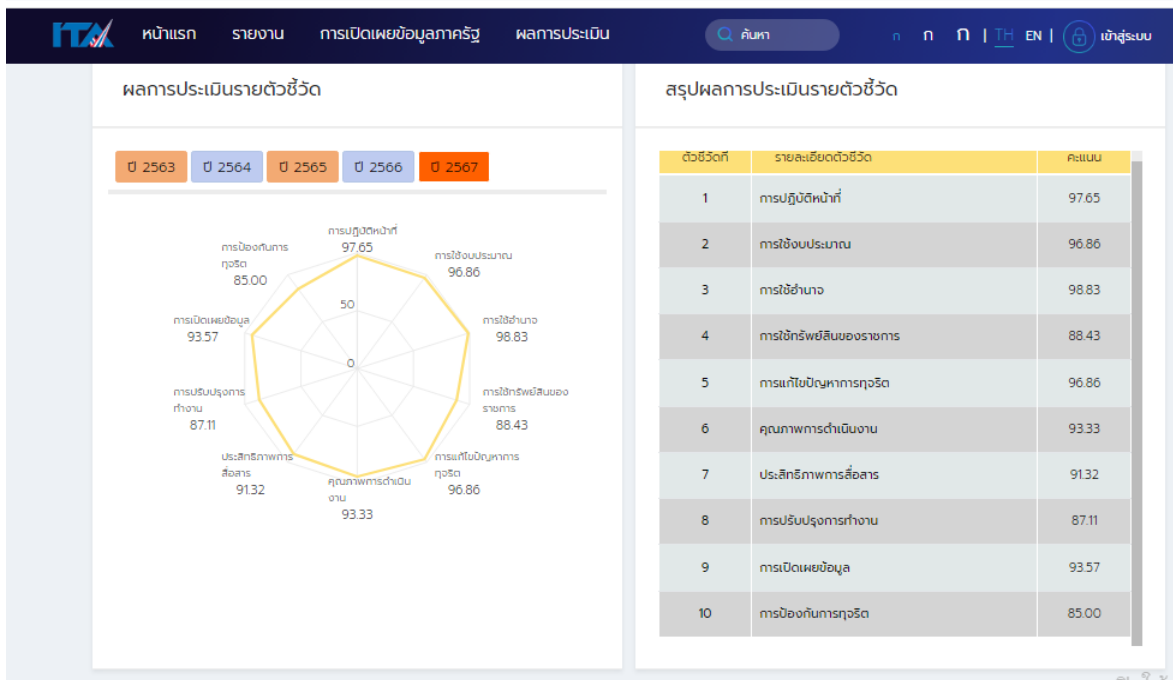 ITA หน้าแรก รายงาน การเปิดเผยข้อมูลภาครัฐ ผลการประเมิน ค้นหา ก ก ก | TH EN | เข้าสู่ระบบ
ผลการประเมินรายตัวชี้วัด
ปี 2563 ปี 2564 ปี 2565 ปี 2566 ปี 2567
การปฏิบัติหน้าที่
97.65
การใช้งบประมาณ
96.86
การใช้อำนาจ
98.83
การใช้ทรัพย์สินของ
ราชการ
88.43
การแก้ไขปัญหาการ
ทุจริต
96.86
คุณภาพการดำเนิน
งาน
93.33
ประสิทธิภาพการ
สื่อสาร
91.32
การปรับปรุงการ
ทำงาน
87.11
การเปิดเผยข้อมูล
93.57
การป้องกันการ
ทุจริต
85.00
50
0
สรุปผลการประเมินรายตัวชี้วัด
ตัวชี้วัดที่ รายละเอียดตัวชี้วัด คะแนน
1 การปฏิบัติหน้าที่ 97.65
2 การใช้งบประมาณ 96.86
3 การใช้อำนาจ 98.83
4 การใช้ทรัพย์สินของราชการ 88.43
5 การแก้ไขปัญหาการทุจริต 96.86
6 คุณภาพการดำเนินงาน 93.33
7 ประสิทธิภาพการสื่อสาร 91.32
8 การปรับปรุงการทำงาน 87.11
9 การเปิดเผยข้อมูล 93.57
10 การป้องกันการทุจริต 85.00